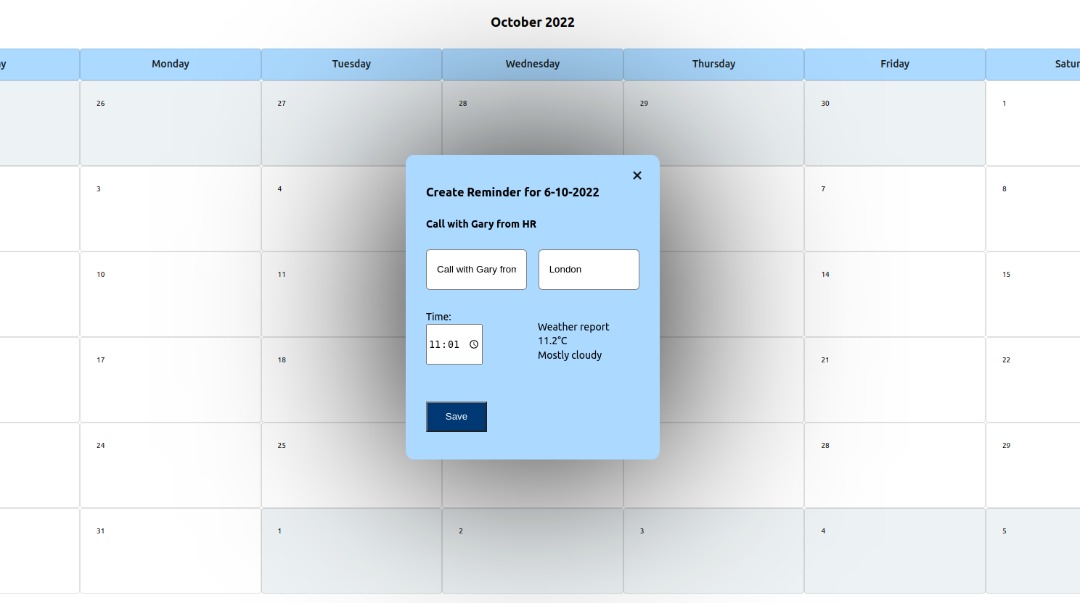 October 2022
Monday Tuesday Wednesday Thursday Friday
26 27 28 29 30 1
×
Create Reminder for 6-10-2022
3 4 7 8
Call with Gary from HR
Call with Gary fron London
10 11 14 15
Time:
11:01
Weather report
11.2°C
Mostly cloudy
17 18 21 22
Save
24 25 28 29
31 1 2 3 4 5